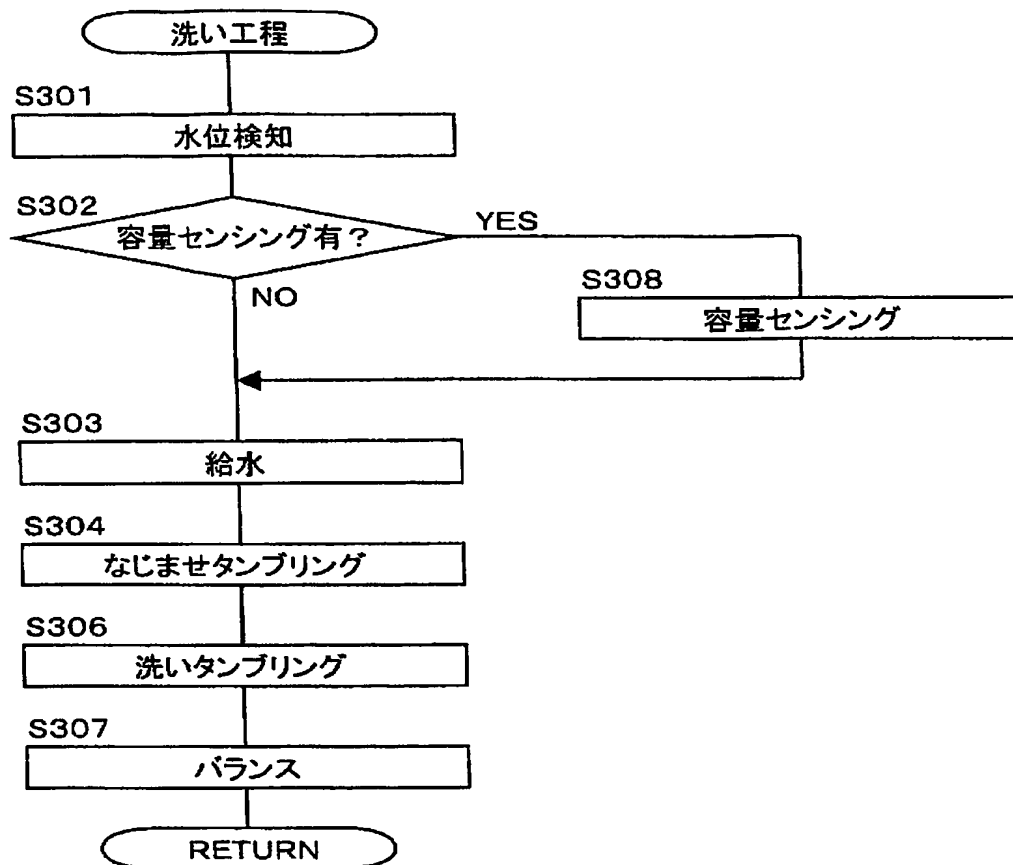 洗い工程
S301
水位検知
S302
容量センシング有？
YES
NO
S308
容量センシング
S303
給水
S304
なじませタンブリング
S306
洗いタンブリング
S307
バランス
RETURN